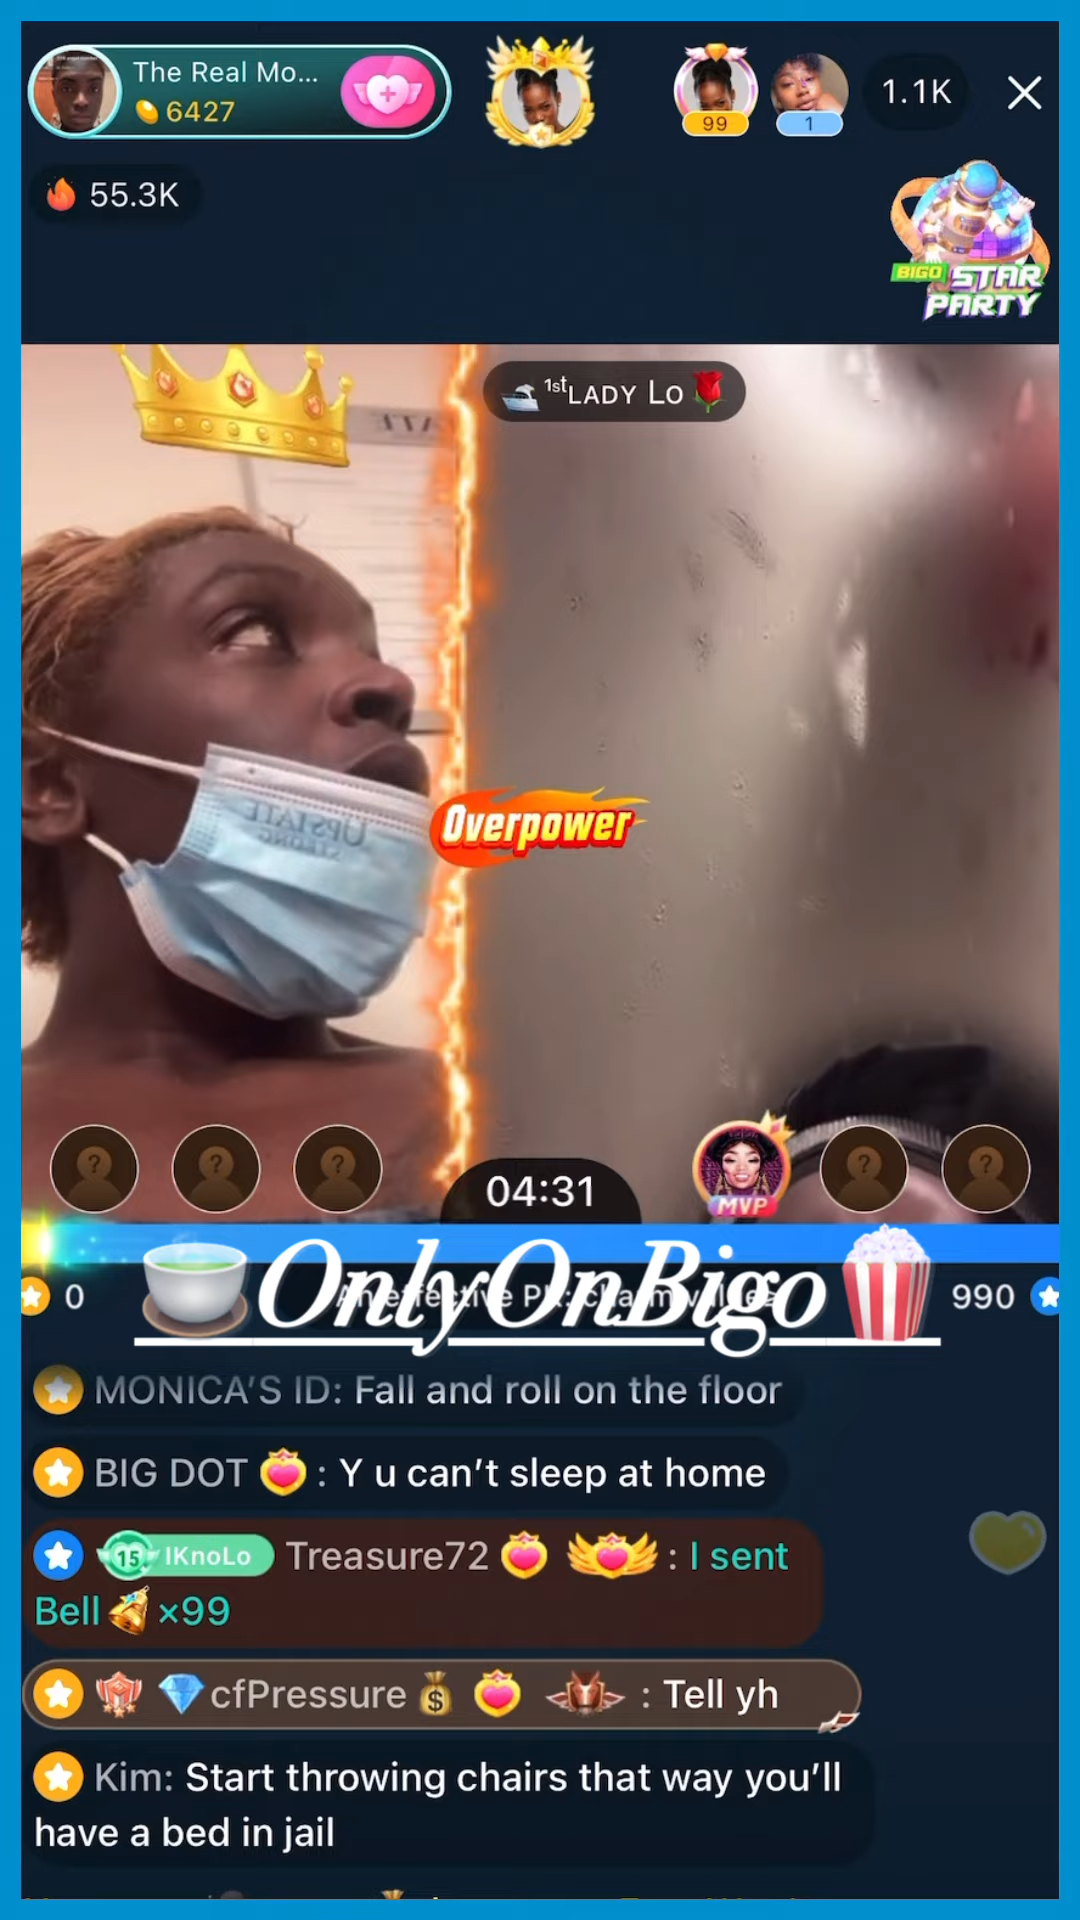 The Real Mo...
6427
99
1
1.1K
55.3K
BIGO STAR
PARTY
1st LADY LO
UPSTATE
STRONG
Overpower
04:31
MVP
OnlyOnBigo
0
990
MONICA'S ID: Fall and roll on the floor
BIG DOT : Y u can't sleep at home
15 IKnoLo Treasure72 : I sent
Bell ×99
cfPressure : Tell yh
Kim: Start throwing chairs that way you'll
have a bed in jail